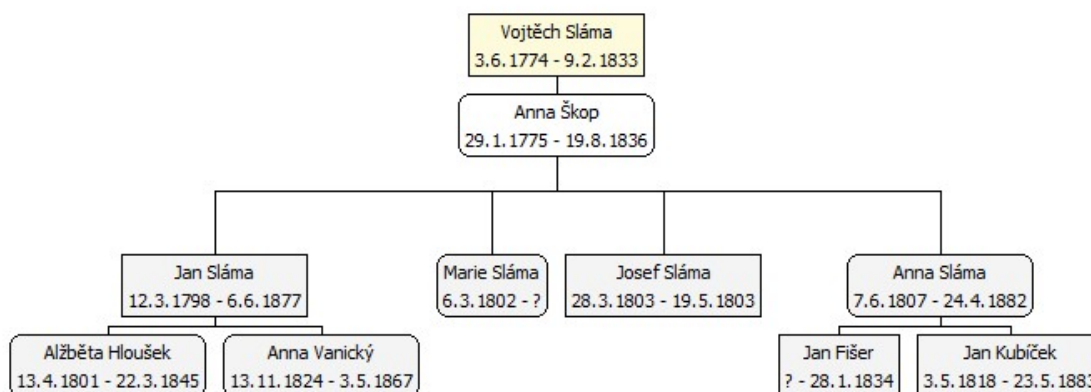 Vojtěch Sláma
3.6.1774 - 9.2.1833
Anna Škop
29.1.1775 - 19.8.1836
Jan Sláma
12.3.1798 - 6.6.1877
Marie Sláma
6.3.1802 - ?
Josef Sláma
28.3.1803 - 19.5.1803
Anna Sláma
7.6.1807 - 24.4.1882
Alžběta Hloušek
13.4.1801 - 22.3.1845
Anna Vanický
13.11.1824 - 3.5.1867
Jan Fišer
? - 28.1.1834
Jan Kubíček
3.5.1818 -